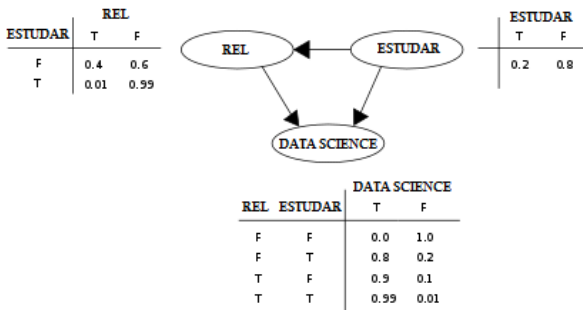 REL
ESTUDAR T F
F 0.4 0.6
T 0.01 0.99
REL
ESTUDAR
DATA SCIENCE
ESTUDAR
T F
0.2 0.8
DATA SCIENCE
REL ESTUDAR T F
F F 0.0 1.0
F T 0.8 0.2
T F 0.9 0.1
T T 0.99 0.01